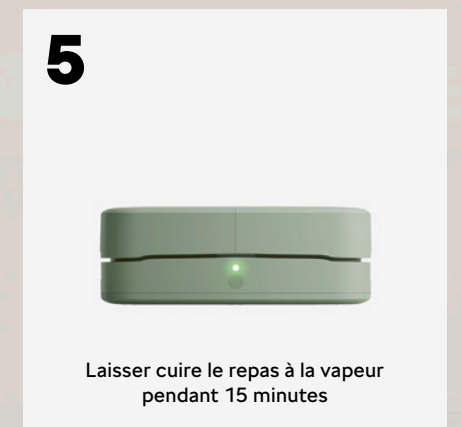 5
Laisser cuire le repas à la vapeur
pendant 15 minutes